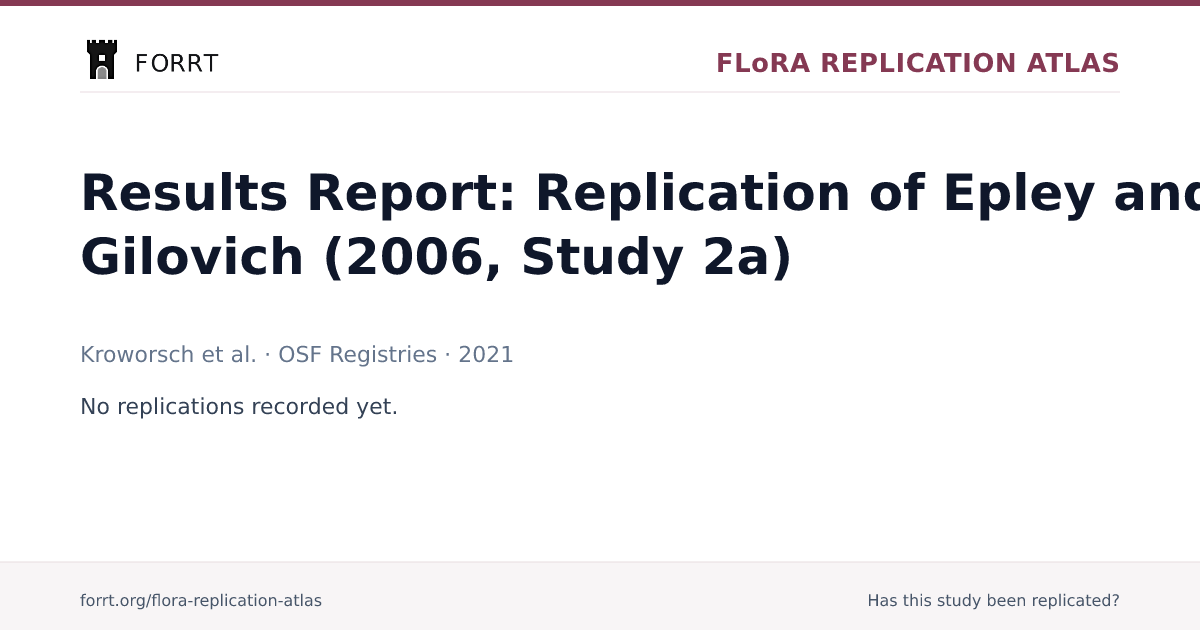 FORRT
FLoRA REPLICATION ATLAS
Results Report: Replication of Epley and
Gilovich (2006, Study 2a)
Kroworsch et al. · OSF Registries · 2021
No replications recorded yet.
forrt.org/flora-replication-atlas
Has this study been replicated?